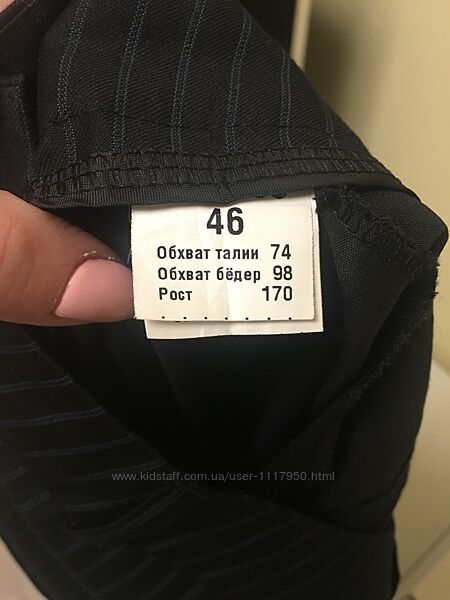 46
Обхват талии 74
Обхват бёдер 98
Рост 170
www.kidstaff.com.ua/user-1117950.html